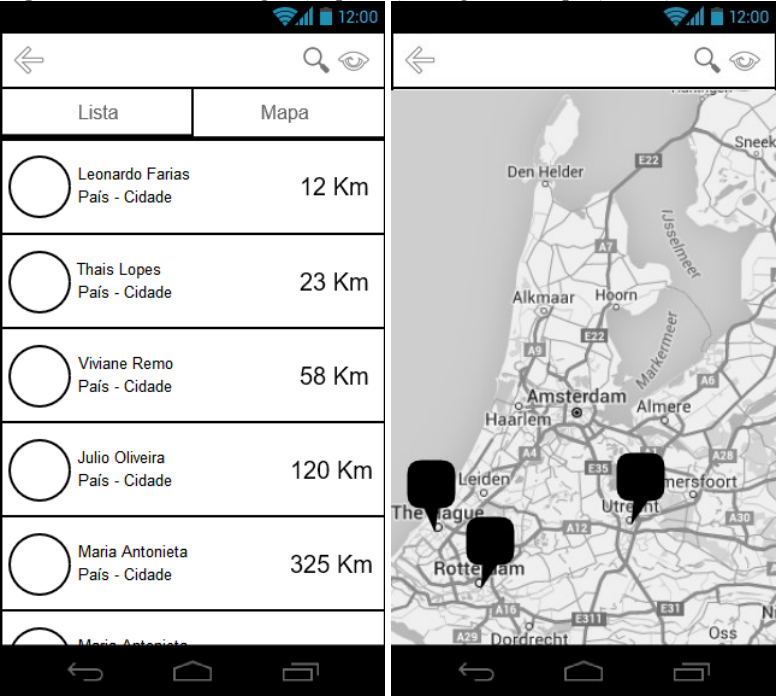 12:00
Lista
Mapa
Leonardo Farias
País - Cidade
12 Km
Thais Lopes
País - Cidade
23 Km
Viviane Remo
País - Cidade
58 Km
Julio Oliveira
País - Cidade
120 Km
Maria Antonieta
País - Cidade
325 Km
Maria Antonieta
12:00
Sneek
Den Helder
E22
IJsselmeer
A7
Alkmaar
Hoorn
E22
Markermeer
A9
A6
Amsterdam
Almere
Haarlem
A4
A28
E35
Leiden
mersfoort
The Hague
Utrecht
A12
A30
Rotterdam
A16
E311
E31
A29
Dordrecht
Oss